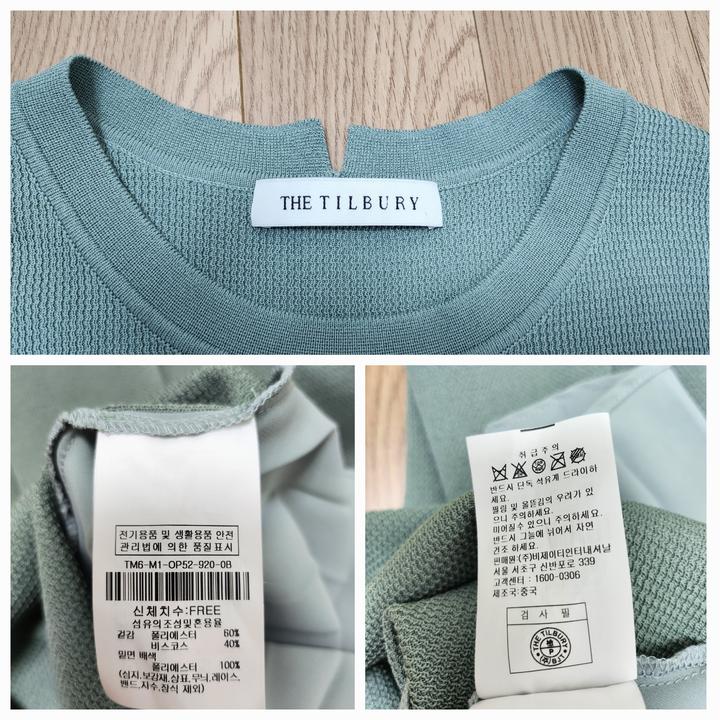 THE TILBURY
전기용품 및 생활용품 안전
관리법에 의한 품질표시
TM6-M1-OP52-920-0B
신체치수:FREE
섬유의조성및혼용율
겉감 폴리에스터 60%
비스코스 40%
밑면 배색
폴리에스터 100%
(심지,보강재,상표,무늬,레이스,
밴드,자수,장식 제외)
취급주의
반드시 단독 석유계 드라이하
세요.
필링 및 올뜯김의 우려가 있
으니 주의하세요.
미어질수 있으니 주의하세요.
반드시 그늘에 뉘어서 자연
건조 하세요.
판매원:(주)비제이티인터내셔날
서울 서초구 신반포로 339
고객센터 : 1600-0306
제조국:중국
검 사 필
THE TILBURY
P
(주)BJT